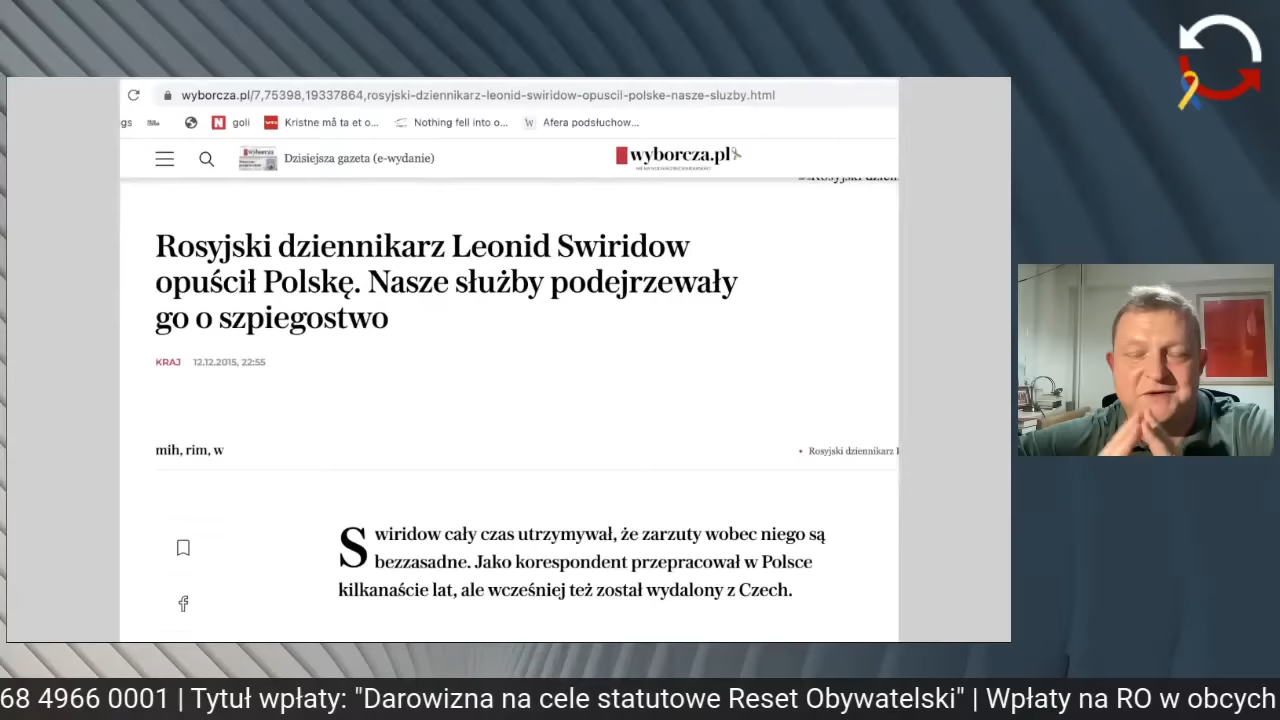 wyborcza.pl/7,75398,19337864,rosyjski-dziennikarz-leonid-swiridow-opuscil-polske-nasze-sluzby.html
gs
goli
Kristne må ta et o...
Nothing fell into o...
W
Afera podsłuchow...
Dzisiejsza gazeta (e-wydanie)
wyborcza.pl
Rosyjski dziennikarz Leonid Swiridow
opuścił Polskę. Nasze służby podejrzewały
go o szpiegostwo
KRAJ 12.12.2015, 22:55
mih, rim, w
Rosyjski dziennikarz
Swiridow cały czas utrzymywał, że zarzuty wobec niego są
bezzasadne. Jako korespondent przepracował w Polsce
kilkanaście lat, ale wcześniej też został wydalony z Czech.
68 4966 0001 | Tytuł wpłaty: "Darowizna na cele statutowe Reset Obywatelski" | Wpłaty na RO w obcych